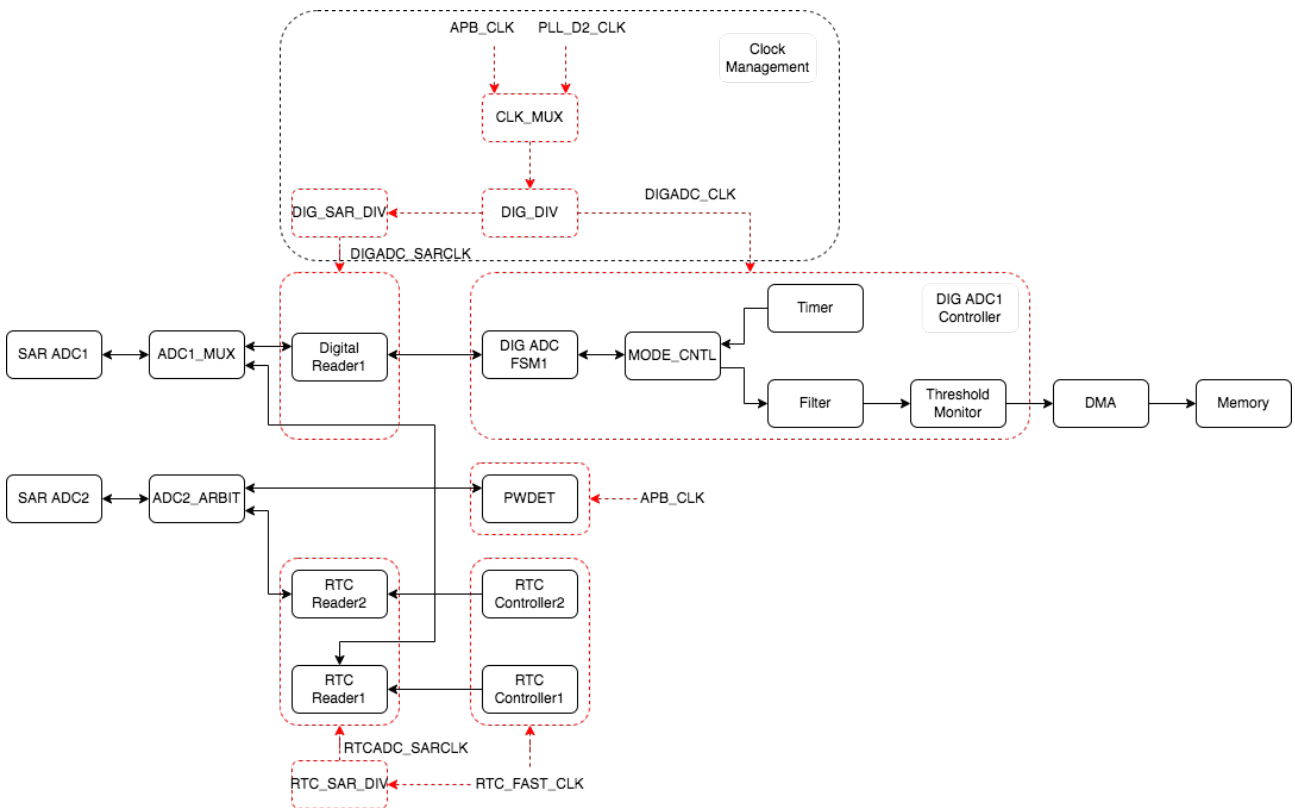 APB_CLK
PLL_D2_CLK
Clock
Management
CLK_MUX
DIGADC_CLK
DIG_SAR_DIV
DIG_DIV
DIGADC_SARCLK
DIG ADC1
Controller
Timer
SAR ADC1
ADC1_MUX
Digital
Reader1
DIG ADC
FSM1
MODE_CNTL
Filter
Threshold
Monitor
DMA
Memory
SAR ADC2
ADC2_ARBIT
PWDET
APB_CLK
RTC
Reader2
RTC
Controller2
RTC
Reader1
RTC
Controller1
RTCADC_SARCLK
RTC_SAR_DIV
RTC_FAST_CLK